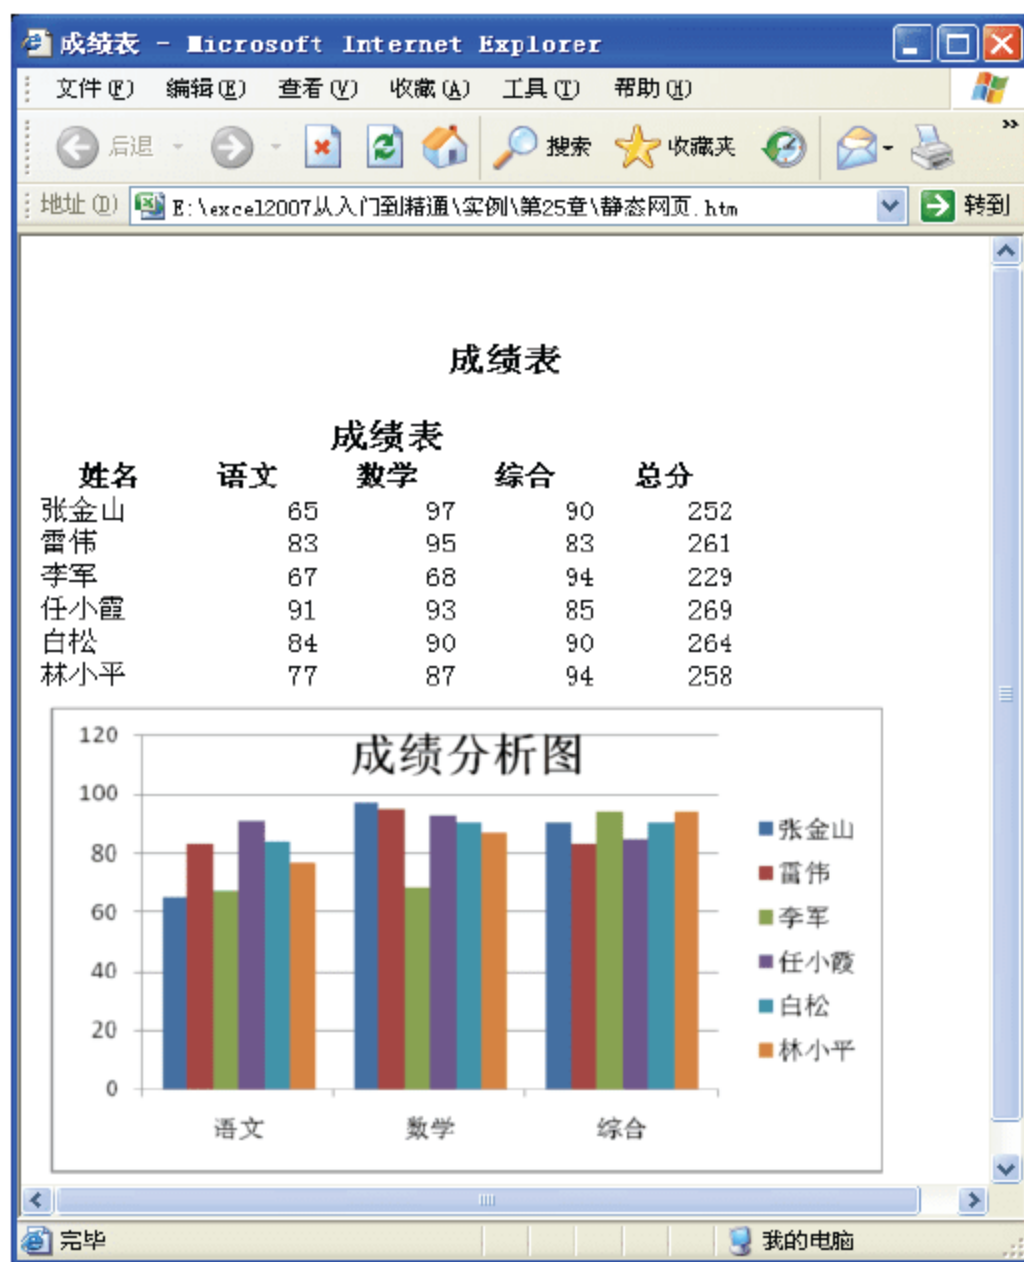 成绩表 - Microsoft Internet Explorer
文件(F) 编辑(E) 查看(V) 收藏(A) 工具(T) 帮助(H)
后退 搜索 收藏夹 »
地址(D) E:\excel2007从入门到精通\实例\第25章\静态网页.htm 转到
成绩表
成绩表
姓名 语文 数学 综合 总分
张金山 65 97 90 252
雷伟 83 95 83 261
李军 67 68 94 229
任小霞 91 93 85 269
白松 84 90 90 264
林小平 77 87 94 258
成绩分析图
120
100
80
60
40
20
0
语文 数学 综合
张金山
雷伟
李军
任小霞
白松
林小平
完毕 我的电脑